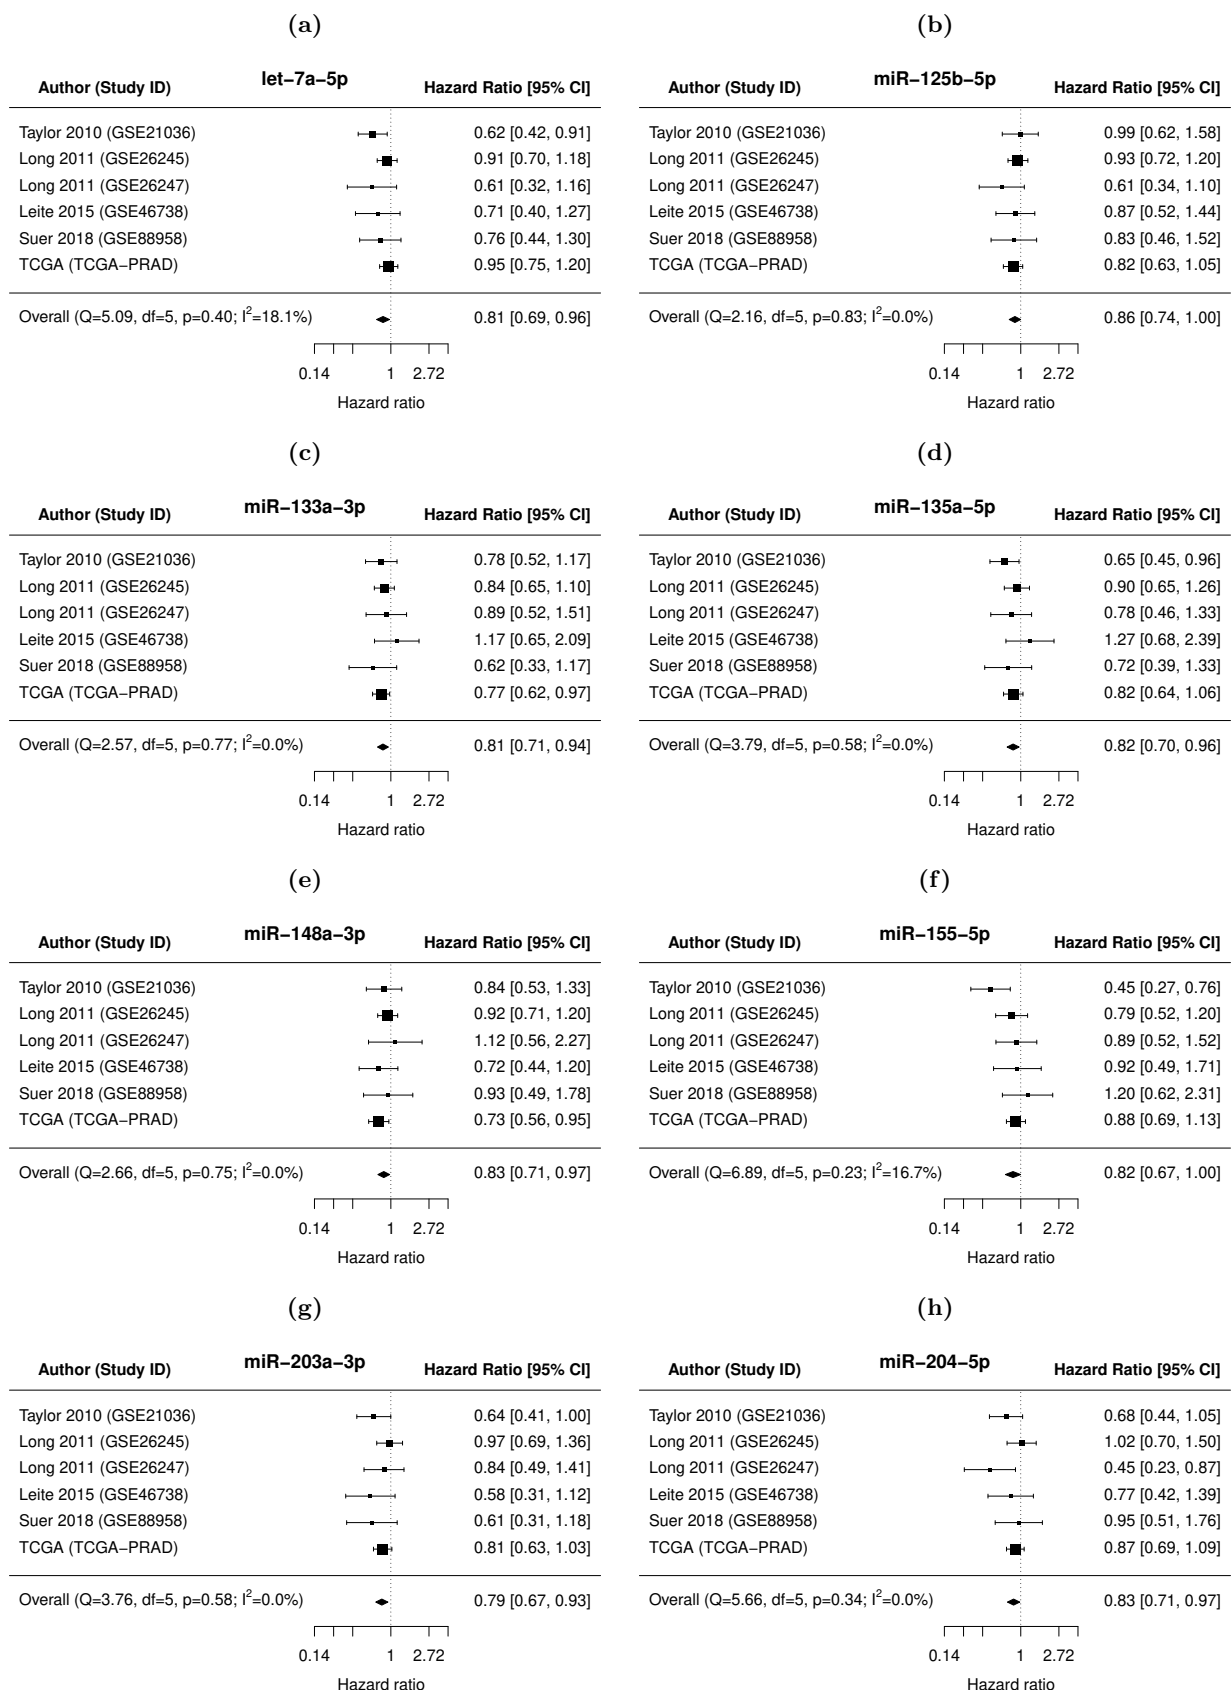 (a)
Author (Study ID) let−7a−5p Hazard Ratio [95% CI]
Taylor 2010 (GSE21036) 0.62 [0.42, 0.91]
Long 2011 (GSE26245) 0.91 [0.70, 1.18]
Long 2011 (GSE26247) 0.61 [0.32, 1.16]
Leite 2015 (GSE46738) 0.71 [0.40, 1.27]
Suer 2018 (GSE88958) 0.76 [0.44, 1.30]
TCGA (TCGA−PRAD) 0.95 [0.75, 1.20]
Overall (Q=5.09, df=5, p=0.40; I²=18.1%) 0.81 [0.69, 0.96]
0.14 1 2.72
Hazard ratio
(b)
Author (Study ID) miR−125b−5p Hazard Ratio [95% CI]
Taylor 2010 (GSE21036) 0.99 [0.62, 1.58]
Long 2011 (GSE26245) 0.93 [0.72, 1.20]
Long 2011 (GSE26247) 0.61 [0.34, 1.10]
Leite 2015 (GSE46738) 0.87 [0.52, 1.44]
Suer 2018 (GSE88958) 0.83 [0.46, 1.52]
TCGA (TCGA−PRAD) 0.82 [0.63, 1.05]
Overall (Q=2.16, df=5, p=0.83; I²=0.0%) 0.86 [0.74, 1.00]
0.14 1 2.72
Hazard ratio
(c)
Author (Study ID) miR−133a−3p Hazard Ratio [95% CI]
Taylor 2010 (GSE21036) 0.78 [0.52, 1.17]
Long 2011 (GSE26245) 0.84 [0.65, 1.10]
Long 2011 (GSE26247) 0.89 [0.52, 1.51]
Leite 2015 (GSE46738) 1.17 [0.65, 2.09]
Suer 2018 (GSE88958) 0.62 [0.33, 1.17]
TCGA (TCGA−PRAD) 0.77 [0.62, 0.97]
Overall (Q=2.57, df=5, p=0.77; I²=0.0%) 0.81 [0.71, 0.94]
0.14 1 2.72
Hazard ratio
(d)
Author (Study ID) miR−135a−5p Hazard Ratio [95% CI]
Taylor 2010 (GSE21036) 0.65 [0.45, 0.96]
Long 2011 (GSE26245) 0.90 [0.65, 1.26]
Long 2011 (GSE26247) 0.78 [0.46, 1.33]
Leite 2015 (GSE46738) 1.27 [0.68, 2.39]
Suer 2018 (GSE88958) 0.72 [0.39, 1.33]
TCGA (TCGA−PRAD) 0.82 [0.64, 1.06]
Overall (Q=3.79, df=5, p=0.58; I²=0.0%) 0.82 [0.70, 0.96]
0.14 1 2.72
Hazard ratio
(e)
Author (Study ID) miR−148a−3p Hazard Ratio [95% CI]
Taylor 2010 (GSE21036) 0.84 [0.53, 1.33]
Long 2011 (GSE26245) 0.92 [0.71, 1.20]
Long 2011 (GSE26247) 1.12 [0.56, 2.27]
Leite 2015 (GSE46738) 0.72 [0.44, 1.20]
Suer 2018 (GSE88958) 0.93 [0.49, 1.78]
TCGA (TCGA−PRAD) 0.73 [0.56, 0.95]
Overall (Q=2.66, df=5, p=0.75; I²=0.0%) 0.83 [0.71, 0.97]
0.14 1 2.72
Hazard ratio
(f)
Author (Study ID) miR−155−5p Hazard Ratio [95% CI]
Taylor 2010 (GSE21036) 0.45 [0.27, 0.76]
Long 2011 (GSE26245) 0.79 [0.52, 1.20]
Long 2011 (GSE26247) 0.89 [0.52, 1.52]
Leite 2015 (GSE46738) 0.92 [0.49, 1.71]
Suer 2018 (GSE88958) 1.20 [0.62, 2.31]
TCGA (TCGA−PRAD) 0.88 [0.69, 1.13]
Overall (Q=6.89, df=5, p=0.23; I²=16.7%) 0.82 [0.67, 1.00]
0.14 1 2.72
Hazard ratio
(g)
Author (Study ID) miR−203a−3p Hazard Ratio [95% CI]
Taylor 2010 (GSE21036) 0.64 [0.41, 1.00]
Long 2011 (GSE26245) 0.97 [0.69, 1.36]
Long 2011 (GSE26247) 0.84 [0.49, 1.41]
Leite 2015 (GSE46738) 0.58 [0.31, 1.12]
Suer 2018 (GSE88958) 0.61 [0.31, 1.18]
TCGA (TCGA−PRAD) 0.81 [0.63, 1.03]
Overall (Q=3.76, df=5, p=0.58; I²=0.0%) 0.79 [0.67, 0.93]
0.14 1 2.72
Hazard ratio
(h)
Author (Study ID) miR−204−5p Hazard Ratio [95% CI]
Taylor 2010 (GSE21036) 0.68 [0.44, 1.05]
Long 2011 (GSE26245) 1.02 [0.70, 1.50]
Long 2011 (GSE26247) 0.45 [0.23, 0.87]
Leite 2015 (GSE46738) 0.77 [0.42, 1.39]
Suer 2018 (GSE88958) 0.95 [0.51, 1.76]
TCGA (TCGA−PRAD) 0.87 [0.69, 1.09]
Overall (Q=5.66, df=5, p=0.34; I²=0.0%) 0.83 [0.71, 0.97]
0.14 1 2.72
Hazard ratio